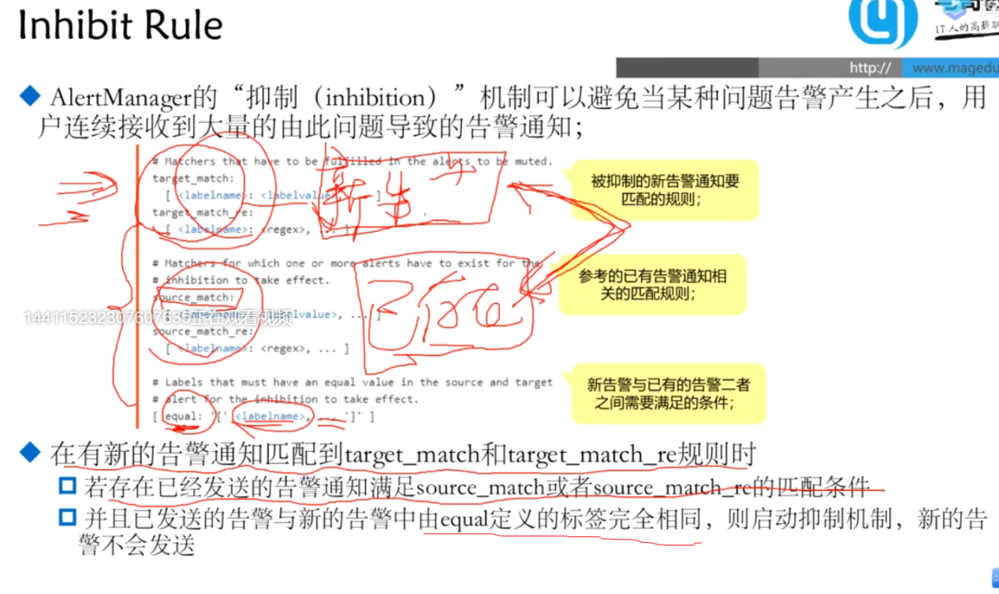 Inhibit Rule
IT人的高薪职
http:// www.magedu
AlertManager的“抑制（inhibition）”机制可以避免当某种问题告警产生之后，用
户连续接收到大量的由此问题导致的告警通知；
# Matchers that have to be fulfilled in the alerts to be muted.
target_match:
[ <labelname>: <labelvalue>, ... ]
target_match_re:
[ <labelname>: <regex>, ... ]
新生
被抑制的新告警通知要
匹配的规则；
# Matchers for which one or more alerts have to exist for the
# inhibition to take effect.
source_match:
[ <labelname>: <labelvalue>, ... ]
source_match_re:
[ <labelname>: <regex>, ... ]
已存在
参考的已有告警通知相
关的匹配规则；
1441152323076076395正在观看视频
# Labels that must have an equal value in the source and target
# alert for the inhibition to take effect.
[ equal: '[' <labelname>, ... ']' ]
新告警与已有的告警二者
之间需要满足的条件；
在有新的告警通知匹配到target_match和target_match_re规则时
若存在已经发送的告警通知满足source_match或者source_match_re的匹配条件
并且已发送的告警与新的告警中由equal定义的标签完全相同，则启动抑制机制，新的告
警不会发送